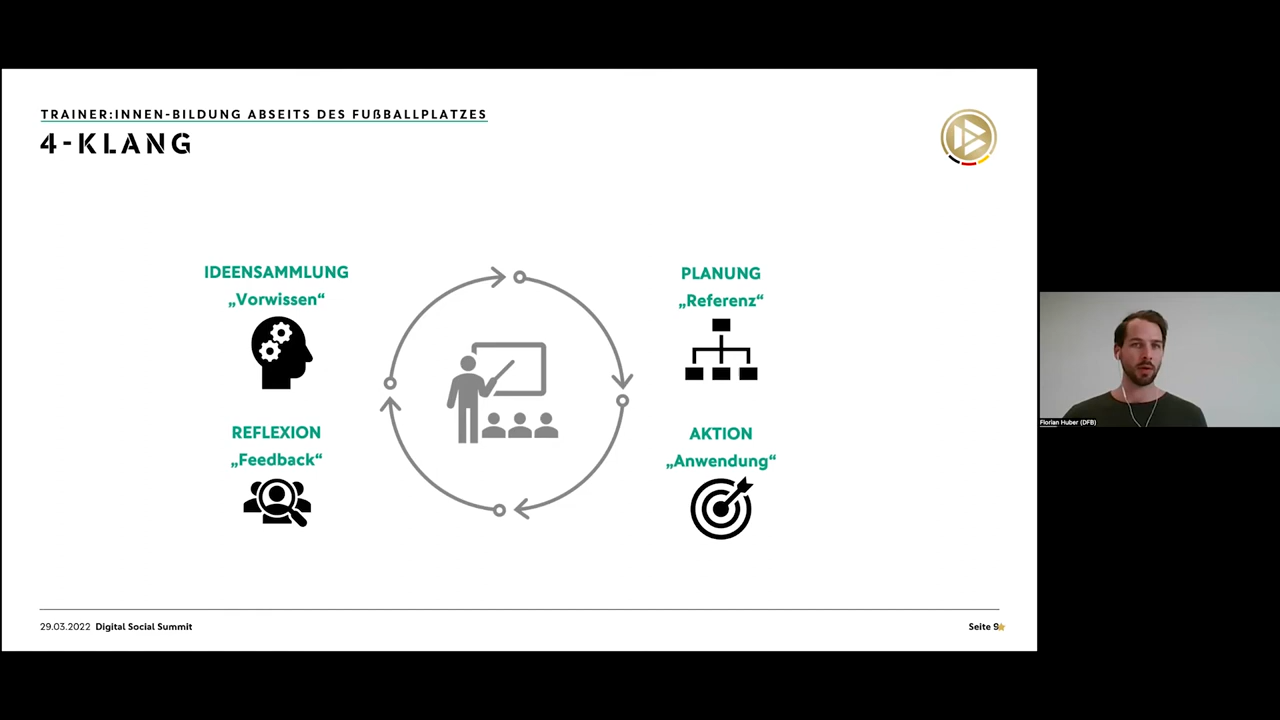 TRAINER:INNEN-BILDUNG ABSEITS DES FUẞBALLPLATZES
4-KLANG
IDEENSAMMLUNG
„Vorwissen“
PLANUNG
„Referenz“
REFLEXION
„Feedback“
AKTION
„Anwendung“
29.03.2022 Digital Social Summit
Seite 9
Florian Huber (DFB)